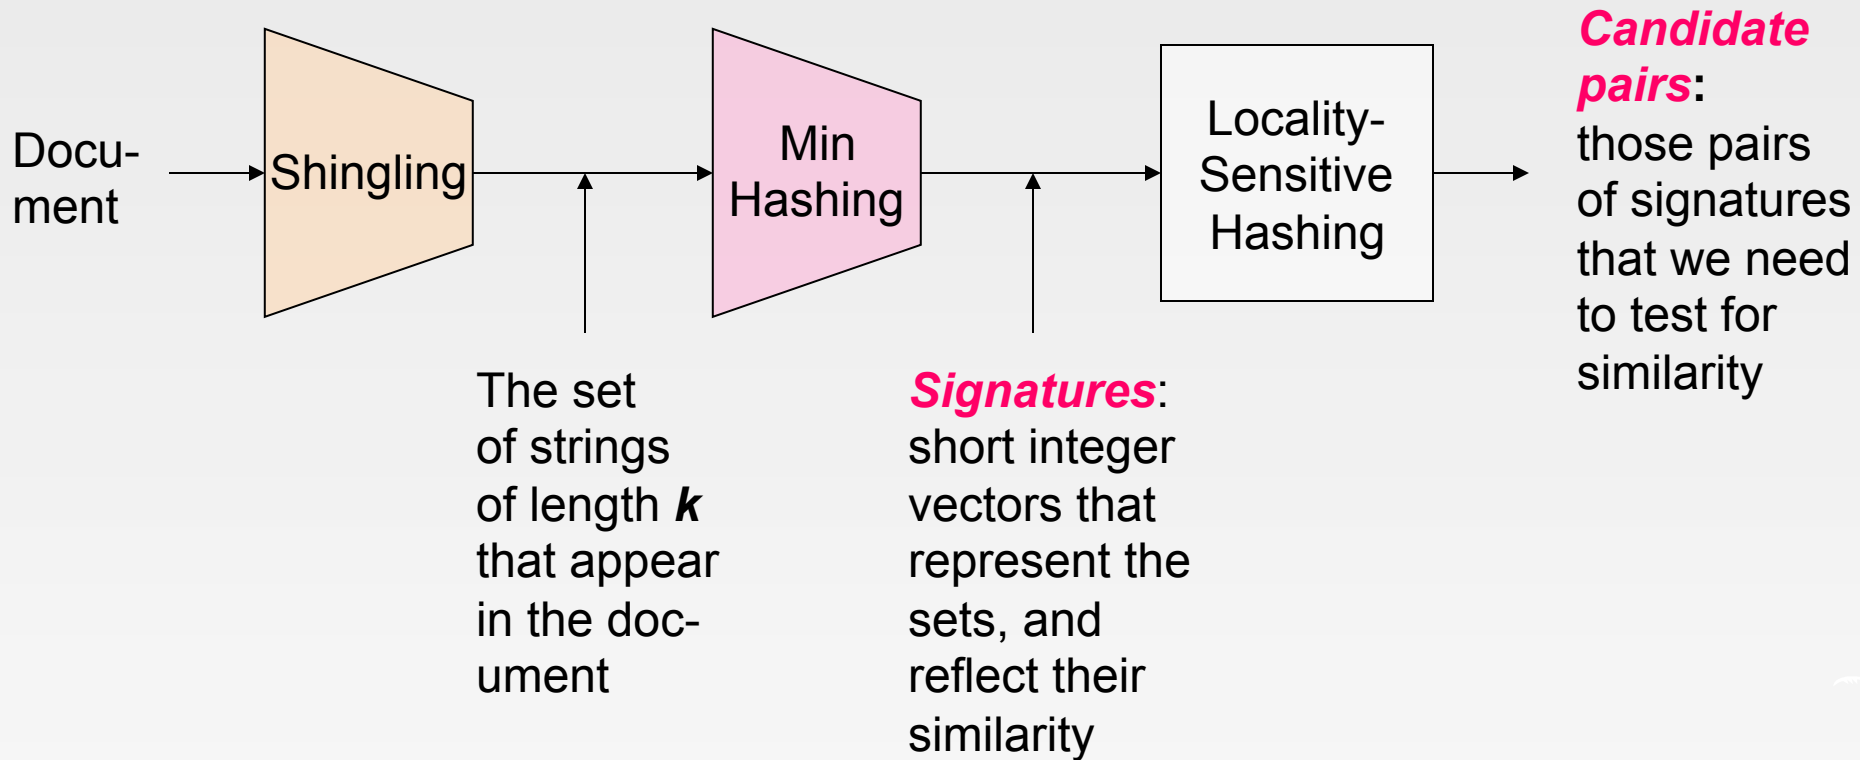 Docu-
ment
Shingling
The set
of strings
of length k
that appear
in the doc-
ument
Min
Hashing
Signatures:
short integer
vectors that
represent the
sets, and
reflect their
similarity
Locality-
Sensitive
Hashing
Candidate
pairs:
those pairs
of signatures
that we need
to test for
similarity